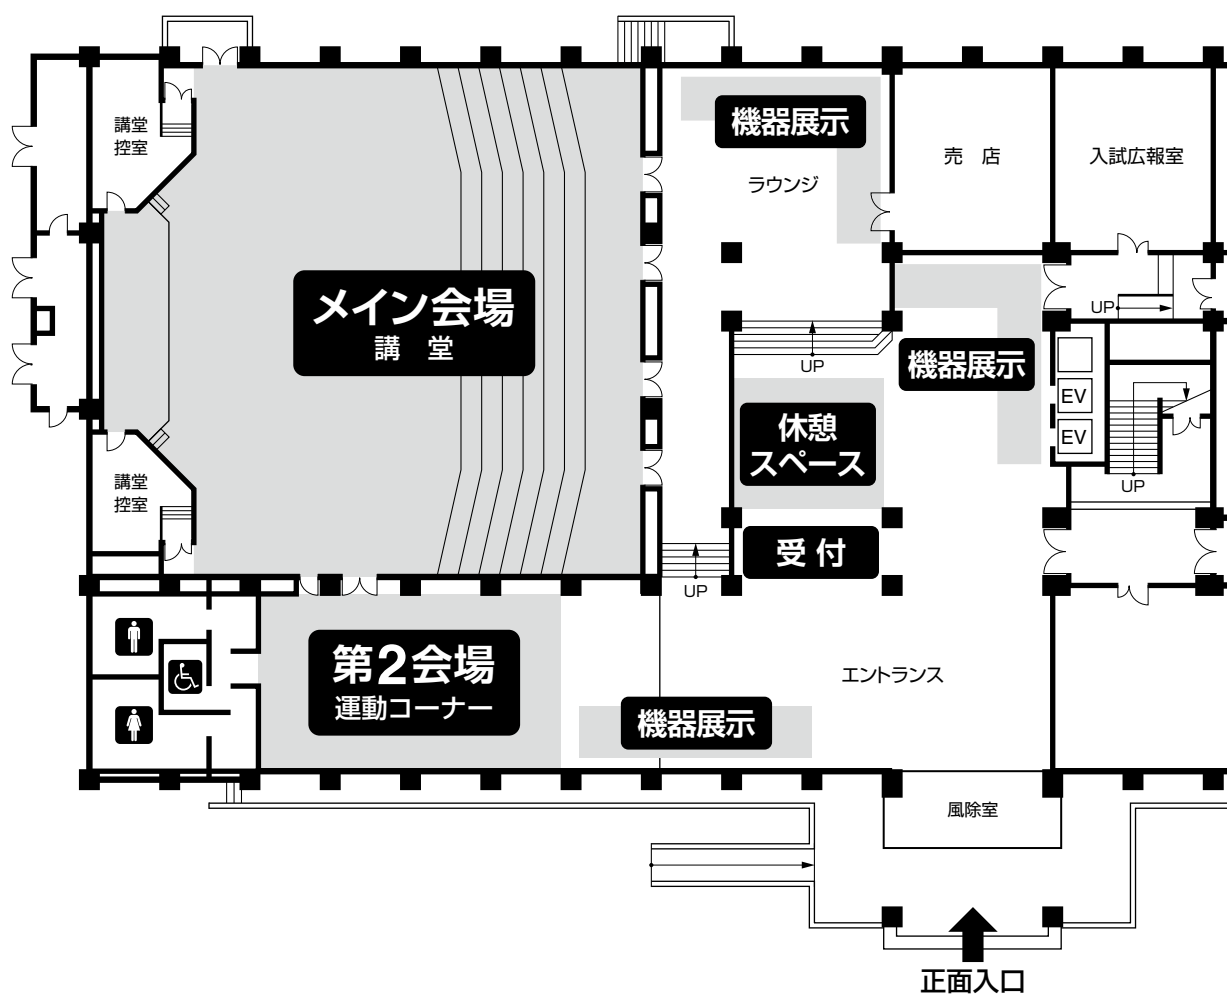 機器展示
講堂
控室
ラウンジ
売　店
入試広報室
メイン会場
講　堂
UP
機器展示
UP
EV
休憩
スペース
EV
講堂
控室
UP
受 付
UP
第2会場
運動コーナー
エントランス
機器展示
風除室
正面入口